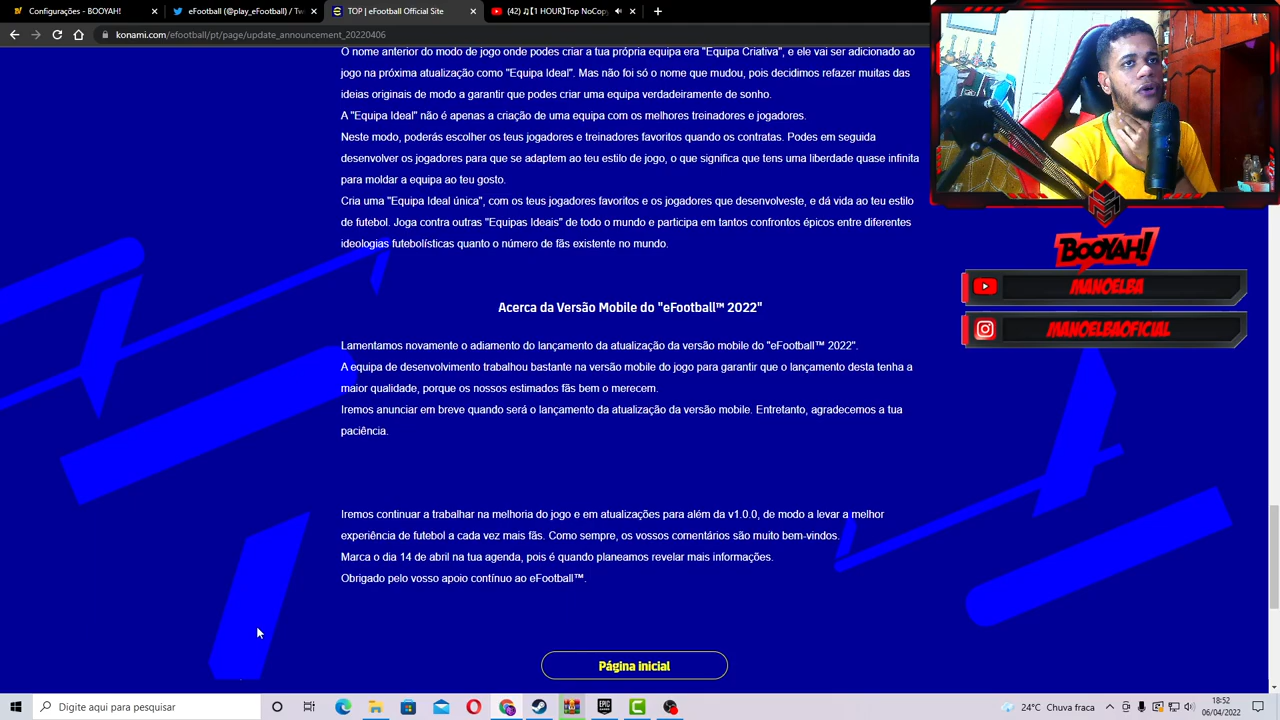 Configurações - BOOYAH!
eFootball (@play_eFootball) / Tw
TOP | eFootball Official Site
(42) ♫【1 HOUR】Top NoCopy
konami.com/efootball/pt/page/update_announcement_20220406
O nome anterior do modo de jogo onde podes criar a tua própria equipa era "Equipa Criativa", e ele vai ser adicionado ao
jogo na próxima atualização como "Equipa Ideal". Mas não foi só o nome que mudou, pois decidimos refazer muitas das
ideias originais de modo a garantir que podes criar uma equipa verdadeiramente de sonho.
A "Equipa Ideal" não é apenas a criação de uma equipa com os melhores treinadores e jogadores.
Neste modo, poderás escolher os teus jogadores e treinadores favoritos quando os contratas. Podes em seguida
desenvolver os jogadores para que se adaptem ao teu estilo de jogo, o que significa que tens uma liberdade quase infinita
para moldar a equipa ao teu gosto.
Cria uma "Equipa Ideal única", com os teus jogadores favoritos e os jogadores que desenvolveste, e dá vida ao teu estilo
de futebol. Joga contra outras "Equipas Ideais" de todo o mundo e participa em tantos confrontos épicos entre diferentes
ideologias futebolísticas quanto o número de fãs existente no mundo.
BOOYAH!
MANOELBA
MANOELBAOFICIAL
Acerca da Versão Mobile do "eFootball™ 2022"
Lamentamos novamente o adiamento do lançamento da atualização da versão mobile do "eFootball™ 2022".
A equipa de desenvolvimento trabalhou bastante na versão mobile do jogo para garantir que o lançamento desta tenha a
maior qualidade, porque os nossos estimados fãs bem o merecem.
Iremos anunciar em breve quando será o lançamento da atualização da versão mobile. Entretanto, agradecemos a tua
paciência.
Iremos continuar a trabalhar na melhoria do jogo e em atualizações para além da v1.0.0, de modo a levar a melhor
experiência de futebol a cada vez mais fãs. Como sempre, os vossos comentários são muito bem-vindos.
Marca o dia 14 de abril na tua agenda, pois é quando planeamos revelar mais informações.
Obrigado pelo vosso apoio contínuo ao eFootball™.
Página inicial
Digite aqui para pesquisar
24°C Chuva fraca
18:52
06/04/2022